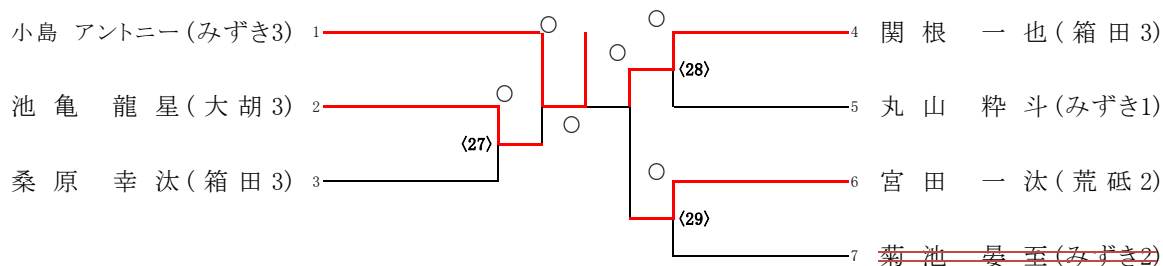 小島 アントニー(みずき3) 1
池亀 龍星(大胡3) 2
〈27〉
桑原 幸汰(箱田3) 3
4 関根 一也(箱田3)
〈28〉
5 丸山 粋斗(みずき1)
6 宮田 一汰(荒砥2)
〈29〉
7 菊池 晏至(みずき2)